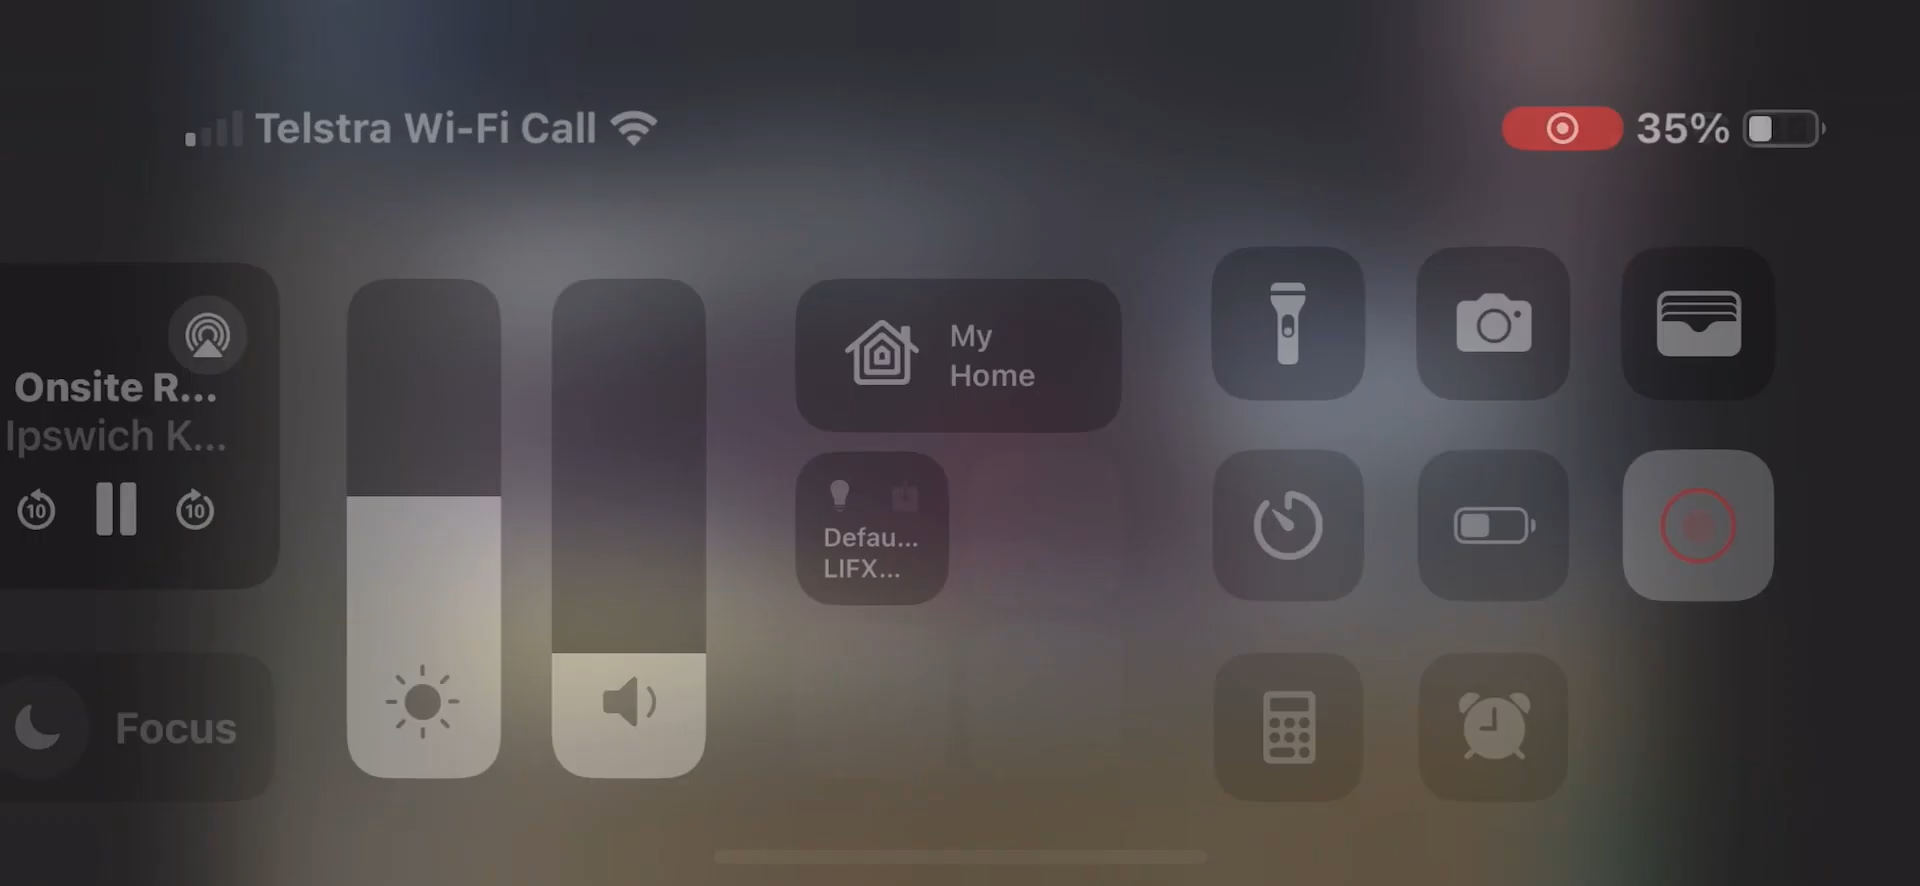 Telstra Wi-Fi Call
35%
Onsite R...
Ipswich K...
10
10
Focus
My
Home
Defau...
LIFX...